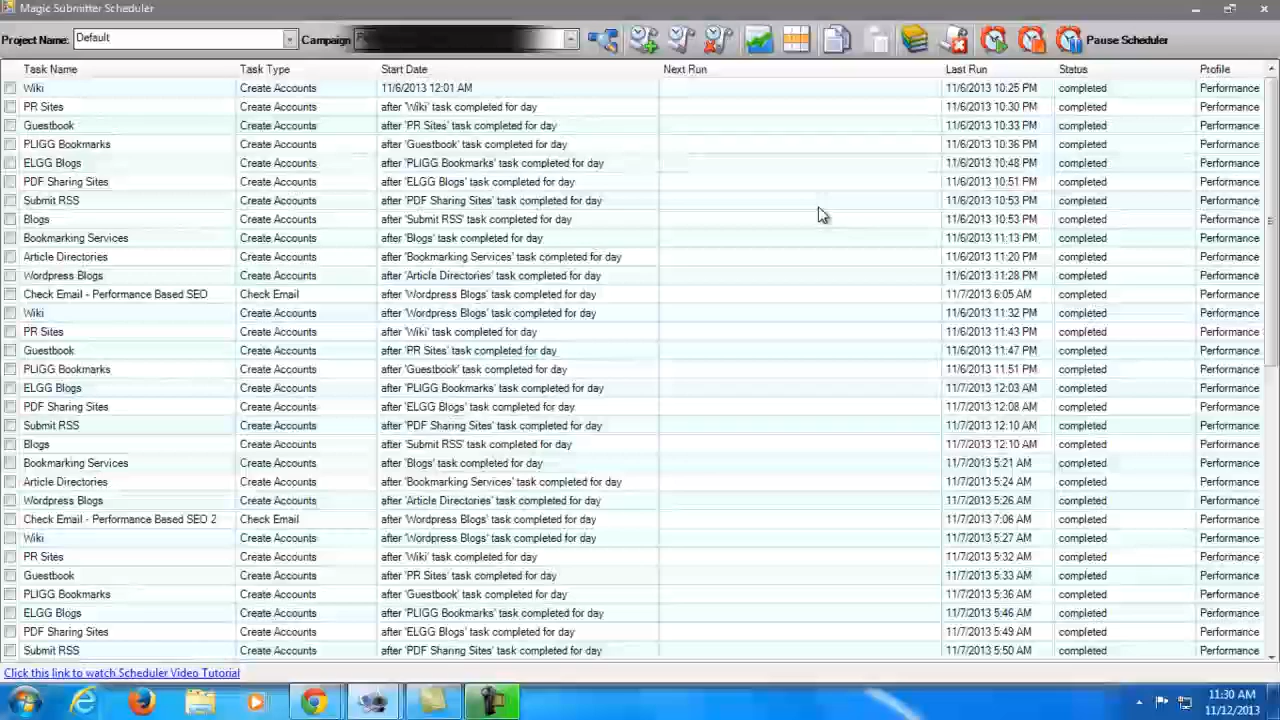 Magic Submitter Scheduler
Project Name: Default Campaign Pause Scheduler
Task Name Task Type Start Date Next Run Last Run Status Profile
Wiki Create Accounts 11/6/2013 12:01 AM 11/6/2013 10:25 PM completed Performance
PR Sites Create Accounts after 'Wiki' task completed for day 11/6/2013 10:30 PM completed Performance
Guestbook Create Accounts after 'PR Sites' task completed for day 11/6/2013 10:33 PM completed Performance
PLIGG Bookmarks Create Accounts after 'Guestbook' task completed for day 11/6/2013 10:36 PM completed Performance
ELGG Blogs Create Accounts after 'PLIGG Bookmarks' task completed for day 11/6/2013 10:48 PM completed Performance
PDF Sharing Sites Create Accounts after 'ELGG Blogs' task completed for day 11/6/2013 10:51 PM completed Performance
Submit RSS Create Accounts after 'PDF Sharing Sites' task completed for day 11/6/2013 10:53 PM completed Performance
Blogs Create Accounts after 'Submit RSS' task completed for day 11/6/2013 10:53 PM completed Performance
Bookmarking Services Create Accounts after 'Blogs' task completed for day 11/6/2013 11:13 PM completed Performance
Article Directories Create Accounts after 'Bookmarking Services' task completed for day 11/6/2013 11:20 PM completed Performance
Wordpress Blogs Create Accounts after 'Article Directories' task completed for day 11/6/2013 11:28 PM completed Performance
Check Email - Performance Based SEO Check Email after 'Wordpress Blogs' task completed for day 11/7/2013 6:05 AM completed Performance
Wiki Create Accounts after 'Wordpress Blogs' task completed for day 11/6/2013 11:32 PM completed Performance
PR Sites Create Accounts after 'Wiki' task completed for day 11/6/2013 11:43 PM completed Performance
Guestbook Create Accounts after 'PR Sites' task completed for day 11/6/2013 11:47 PM completed Performance
PLIGG Bookmarks Create Accounts after 'Guestbook' task completed for day 11/6/2013 11:51 PM completed Performance
ELGG Blogs Create Accounts after 'PLIGG Bookmarks' task completed for day 11/7/2013 12:03 AM completed Performance
PDF Sharing Sites Create Accounts after 'ELGG Blogs' task completed for day 11/7/2013 12:08 AM completed Performance
Submit RSS Create Accounts after 'PDF Sharing Sites' task completed for day 11/7/2013 12:10 AM completed Performance
Blogs Create Accounts after 'Submit RSS' task completed for day 11/7/2013 12:10 AM completed Performance
Bookmarking Services Create Accounts after 'Blogs' task completed for day 11/7/2013 5:21 AM completed Performance
Article Directories Create Accounts after 'Bookmarking Services' task completed for day 11/7/2013 5:24 AM completed Performance
Wordpress Blogs Create Accounts after 'Article Directories' task completed for day 11/7/2013 5:26 AM completed Performance
Check Email - Performance Based SEO 2 Check Email after 'Wordpress Blogs' task completed for day 11/7/2013 7:06 AM completed Performance
Wiki Create Accounts after 'Wordpress Blogs' task completed for day 11/7/2013 5:27 AM completed Performance
PR Sites Create Accounts after 'Wiki' task completed for day 11/7/2013 5:32 AM completed Performance
Guestbook Create Accounts after 'PR Sites' task completed for day 11/7/2013 5:33 AM completed Performance
PLIGG Bookmarks Create Accounts after 'Guestbook' task completed for day 11/7/2013 5:36 AM completed Performance
ELGG Blogs Create Accounts after 'PLIGG Bookmarks' task completed for day 11/7/2013 5:46 AM completed Performance
PDF Sharing Sites Create Accounts after 'ELGG Blogs' task completed for day 11/7/2013 5:49 AM completed Performance
Submit RSS Create Accounts after 'PDF Sharing Sites' task completed for day 11/7/2013 5:50 AM completed Performance
Click this link to watch Scheduler Video Tutorial
11:30 AM
11/12/2013